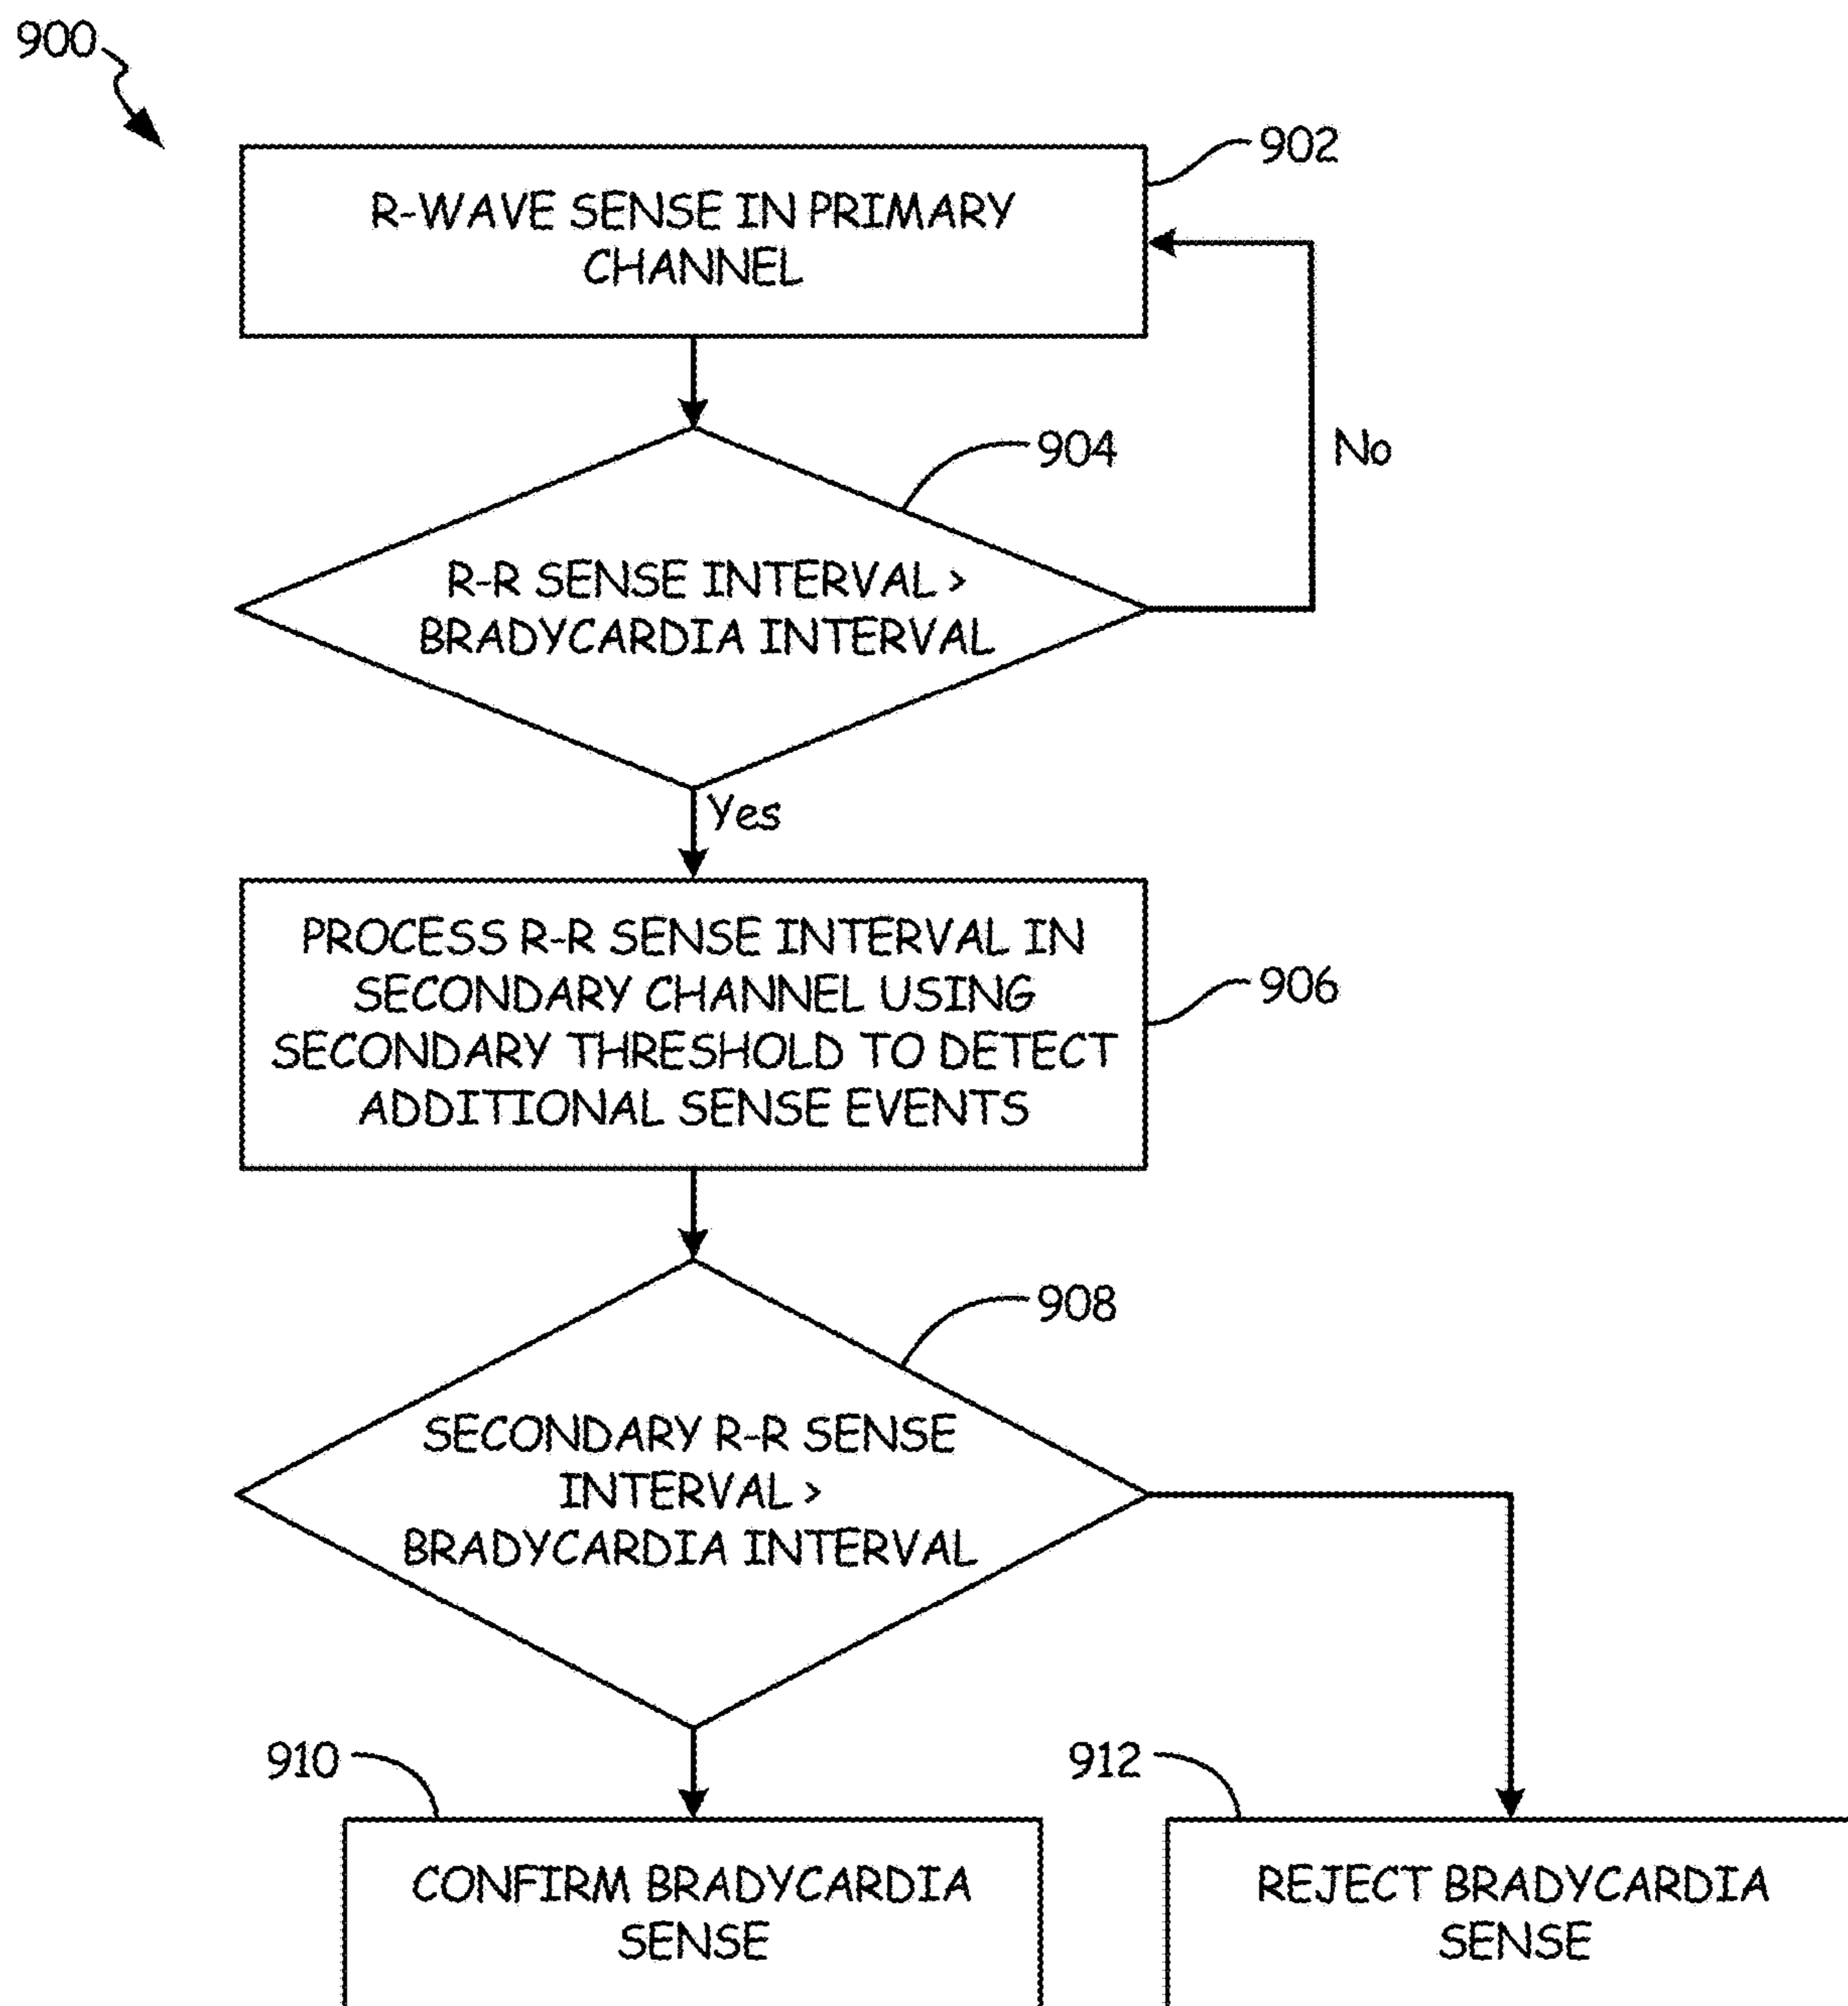 900
902
R-WAVE SENSE IN PRIMARY
CHANNEL
904
No
R-R SENSE INTERVAL >
BRADYCARDIA INTERVAL
Yes
PROCESS R-R SENSE INTERVAL IN
SECONDARY CHANNEL USING
SECONDARY THRESHOLD TO DETECT
ADDITIONAL SENSE EVENTS
906
908
SECONDARY R-R SENSE
INTERVAL >
BRADYCARDIA INTERVAL
910
912
CONFIRM BRADYCARDIA
SENSE
REJECT BRADYCARDIA
SENSE